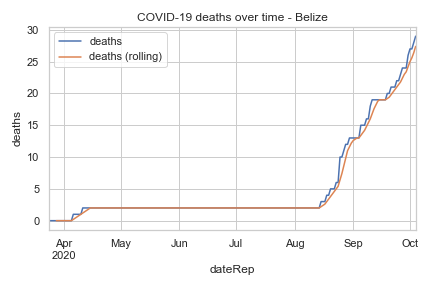 COVID-19 deaths over time - Belize
deaths
deaths (rolling)
deaths
30
25
20
15
10
5
0
Apr May Jun Jul Aug Sep Oct
2020
dateRep